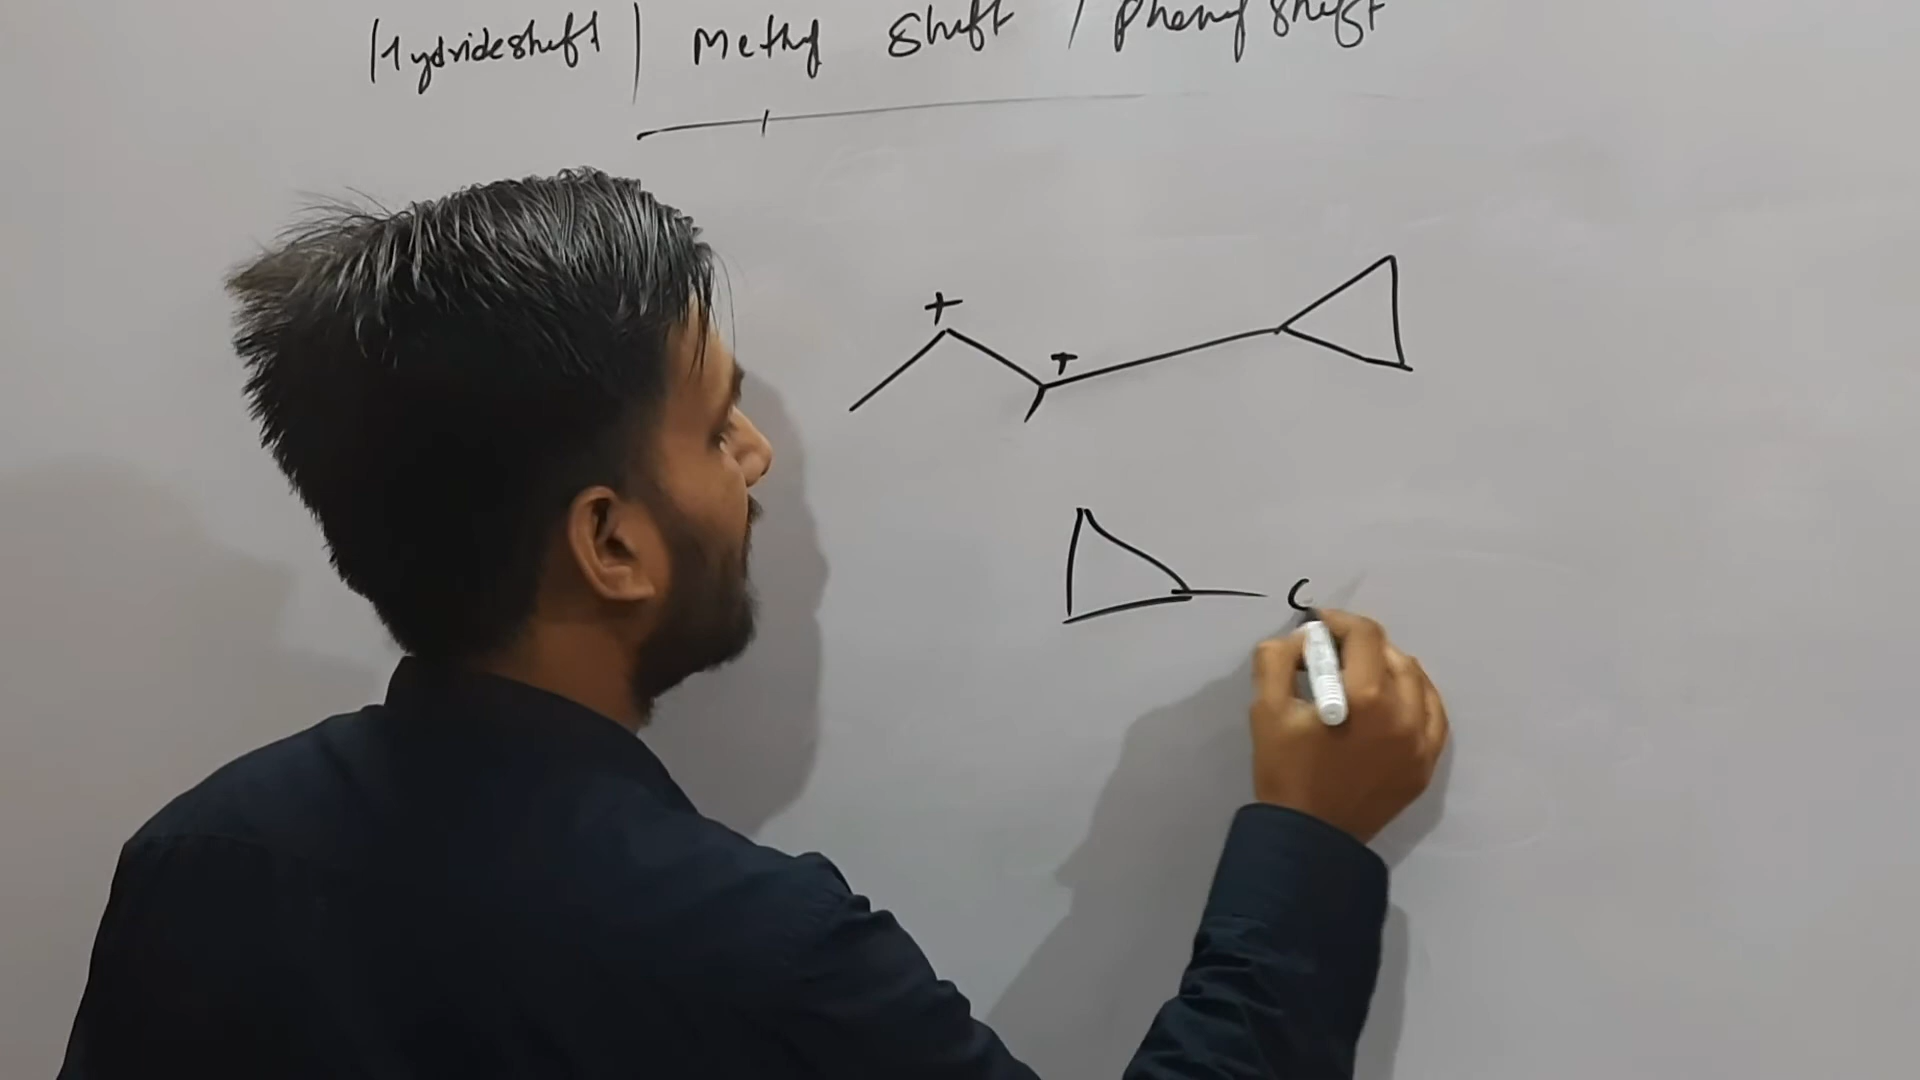 Hydride shift | Methyl shift / Phenyl shift
+
+
C